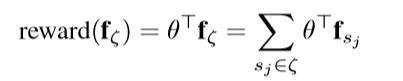 reward(f_ζ) = θ^⊤ f_ζ = ∑_{s_j∈ζ} θ^⊤ f_{s_j}